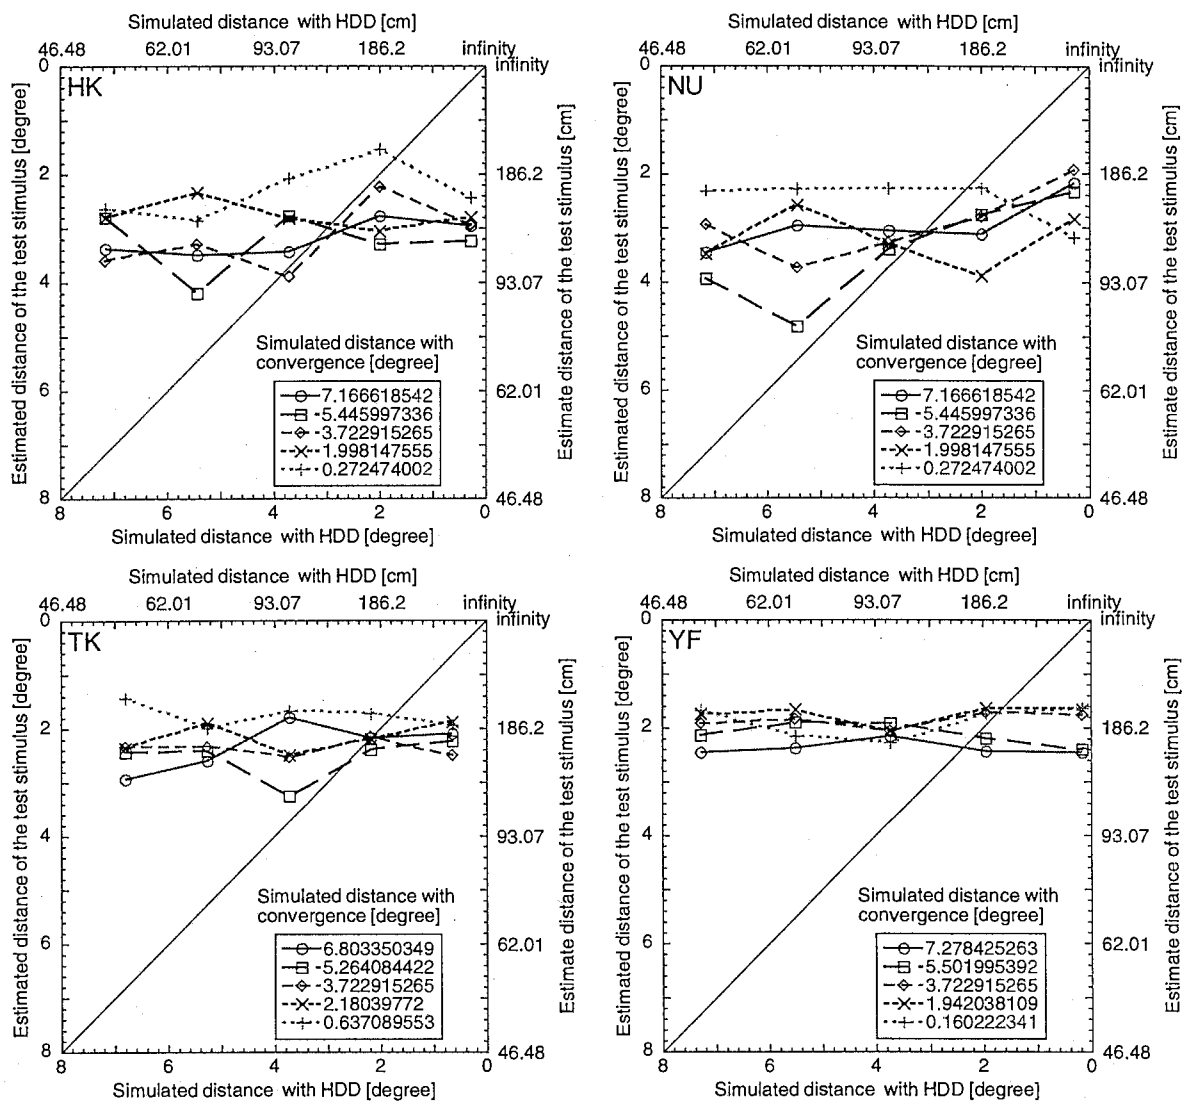 Simulated distance with HDD [cm]
46.48 62.01 93.07 186.2 infinity
infinity
HK
0
2
4
6
8
186.2
93.07
62.01
46.48
Estimated distance of the test stimulus [degree]
Estimate distance of the test stimulus [cm]
Simulated distance with
convergence [degree]
7.166618542
5.445997336
3.722915265
1.998147555
0.272474002
8 6 4 2 0
Simulated distance with HDD [degree]
Simulated distance with HDD [cm]
46.48 62.01 93.07 186.2 infinity
infinity
NU
0
2
4
6
8
186.2
93.07
62.01
46.48
Estimated distance of the test stimulus [degree]
Estimate distance of the test stimulus [cm]
Simulated distance with
convergence [degree]
7.166618542
5.445997336
3.722915265
1.998147555
0.272474002
8 6 4 2 0
Simulated distance with HDD [degree]
Simulated distance with HDD [cm]
46.48 62.01 93.07 186.2 infinity
infinity
TK
0
2
4
6
8
186.2
93.07
62.01
46.48
Estimated distance of the test stimulus [degree]
Estimate distance of the test stimulus [cm]
Simulated distance with
convergence [degree]
6.803350349
5.264084422
3.722915265
2.18039772
0.637089553
8 6 4 2 0
Simulated distance with HDD [degree]
Simulated distance with HDD [cm]
46.48 62.01 93.07 186.2 infinity
infinity
YF
0
2
4
6
8
186.2
93.07
62.01
46.48
Estimated distance of the test stimulus [degree]
Estimate distance of the test stimulus [cm]
Simulated distance with
convergence [degree]
7.278425263
5.501995392
3.722915265
1.942038109
0.160222341
8 6 4 2 0
Simulated distance with HDD [degree]